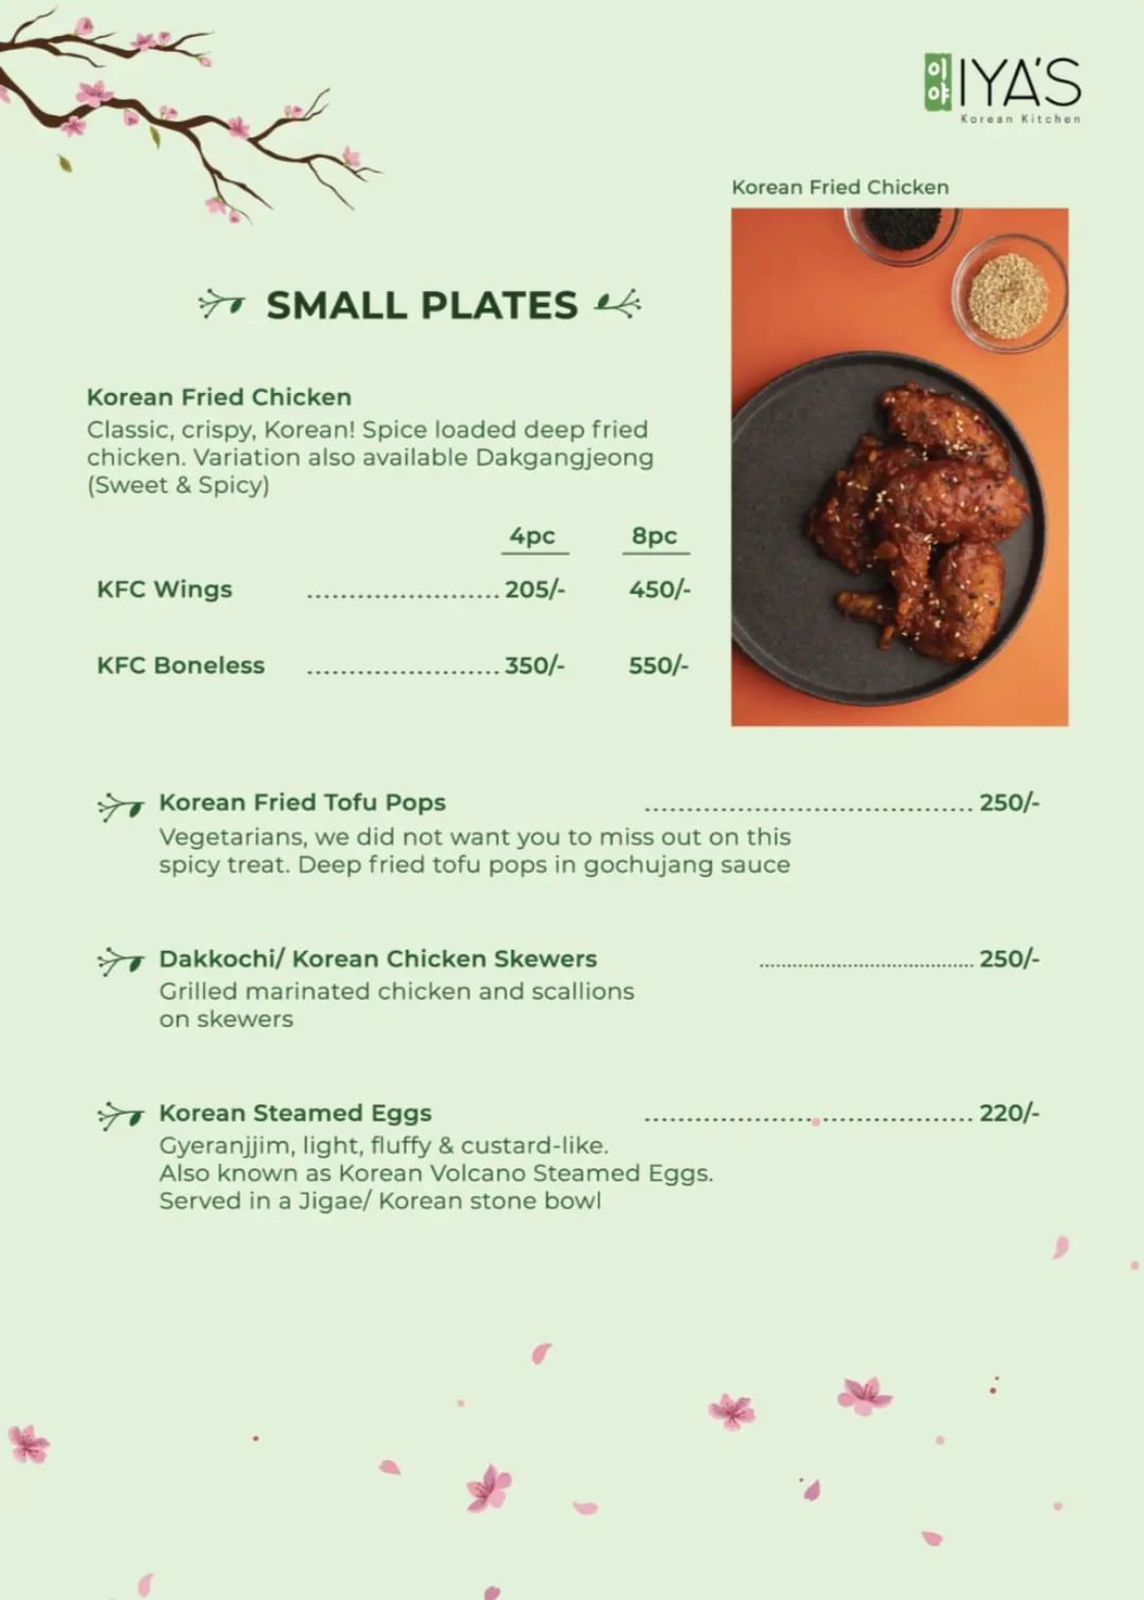 이야
IYA'S
Korean Kitchen
Korean Fried Chicken
SMALL PLATES
Korean Fried Chicken
Classic, crispy, Korean! Spice loaded deep fried
chicken. Variation also available Dakgangjeong
(Sweet & Spicy)
4pc 8pc
KFC Wings ...................... 205/- 450/-
KFC Boneless ...................... 350/- 550/-
Korean Fried Tofu Pops ...................................... 250/-
Vegetarians, we did not want you to miss out on this
spicy treat. Deep fried tofu pops in gochujang sauce
Dakkochi/ Korean Chicken Skewers ...................................... 250/-
Grilled marinated chicken and scallions
on skewers
Korean Steamed Eggs ...................................... 220/-
Gyeranjjim, light, fluffy & custard-like.
Also known as Korean Volcano Steamed Eggs.
Served in a Jigae/ Korean stone bowl